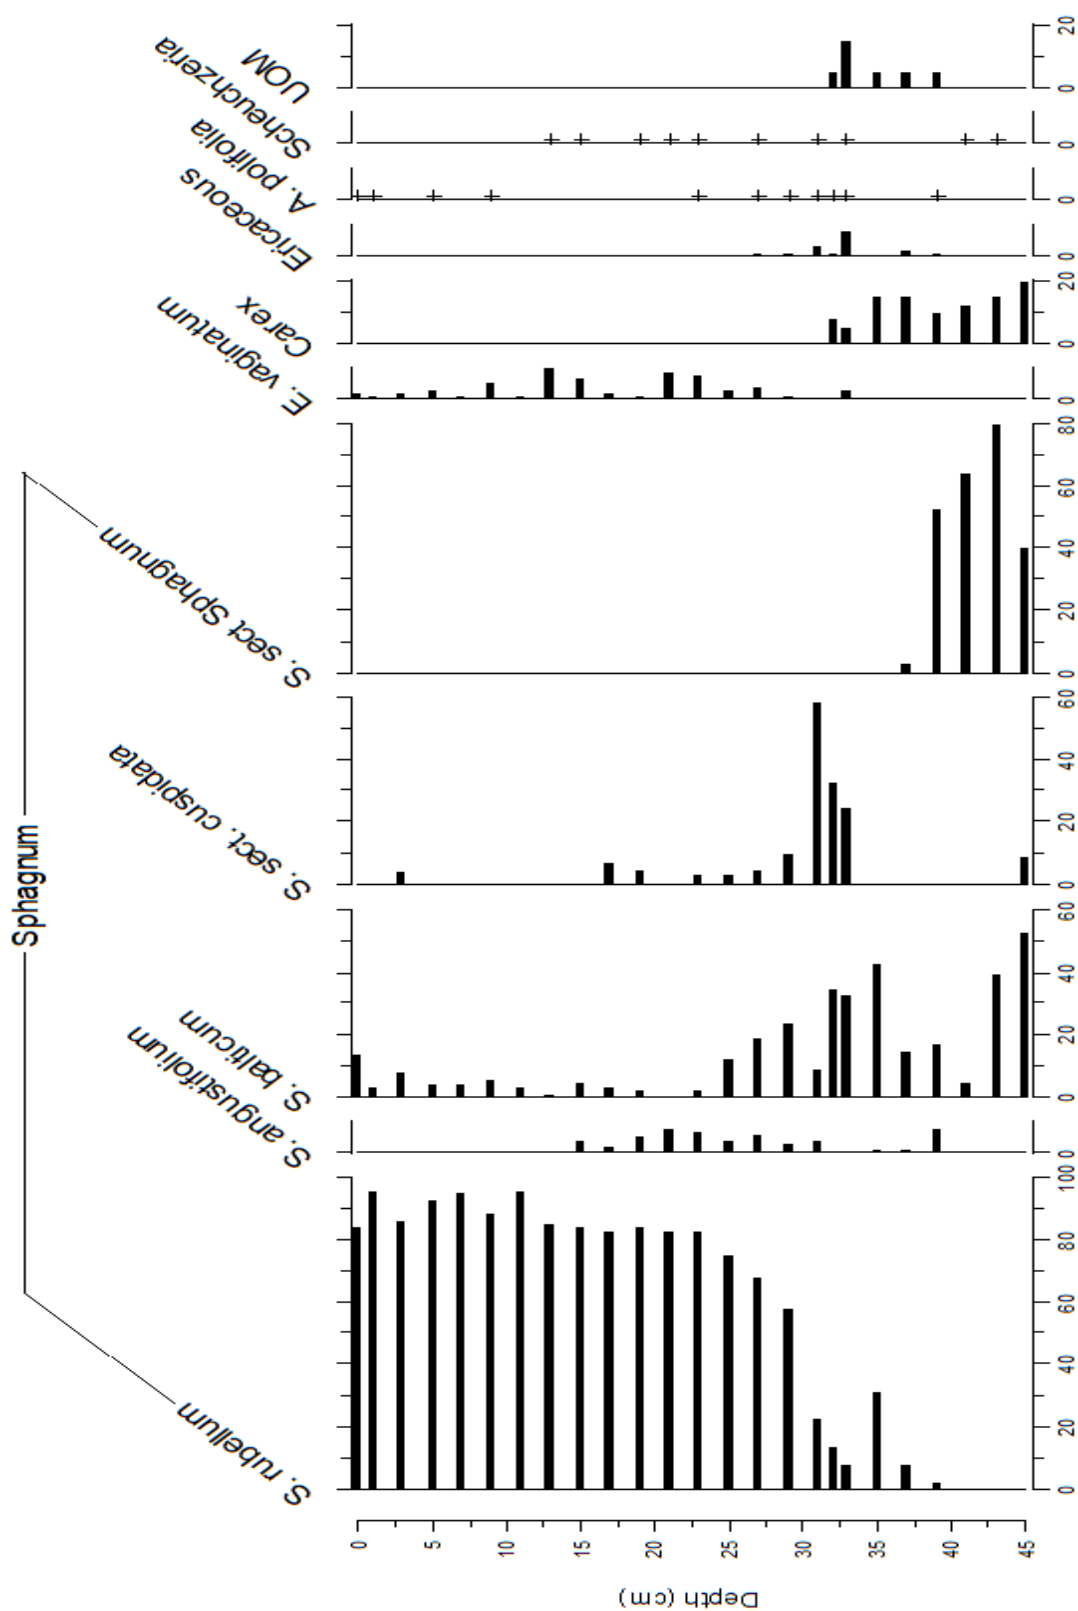 Sphagnum
S. rubellum
S. angustifolium
S. balticum
S. sect. cuspidata
S. sect Sphagnum
E. vaginatum
Carex
Ericaceous
A. polifolia
Scheuchzeria
UOM
Depth (cm)
0 5 10 15 20 25 30 35 40 45
0 20 40 60 80 100
0
0 20 40 60
0 20 40 60
0 20 40 60 80
0
0 20
0
0
0
0 20